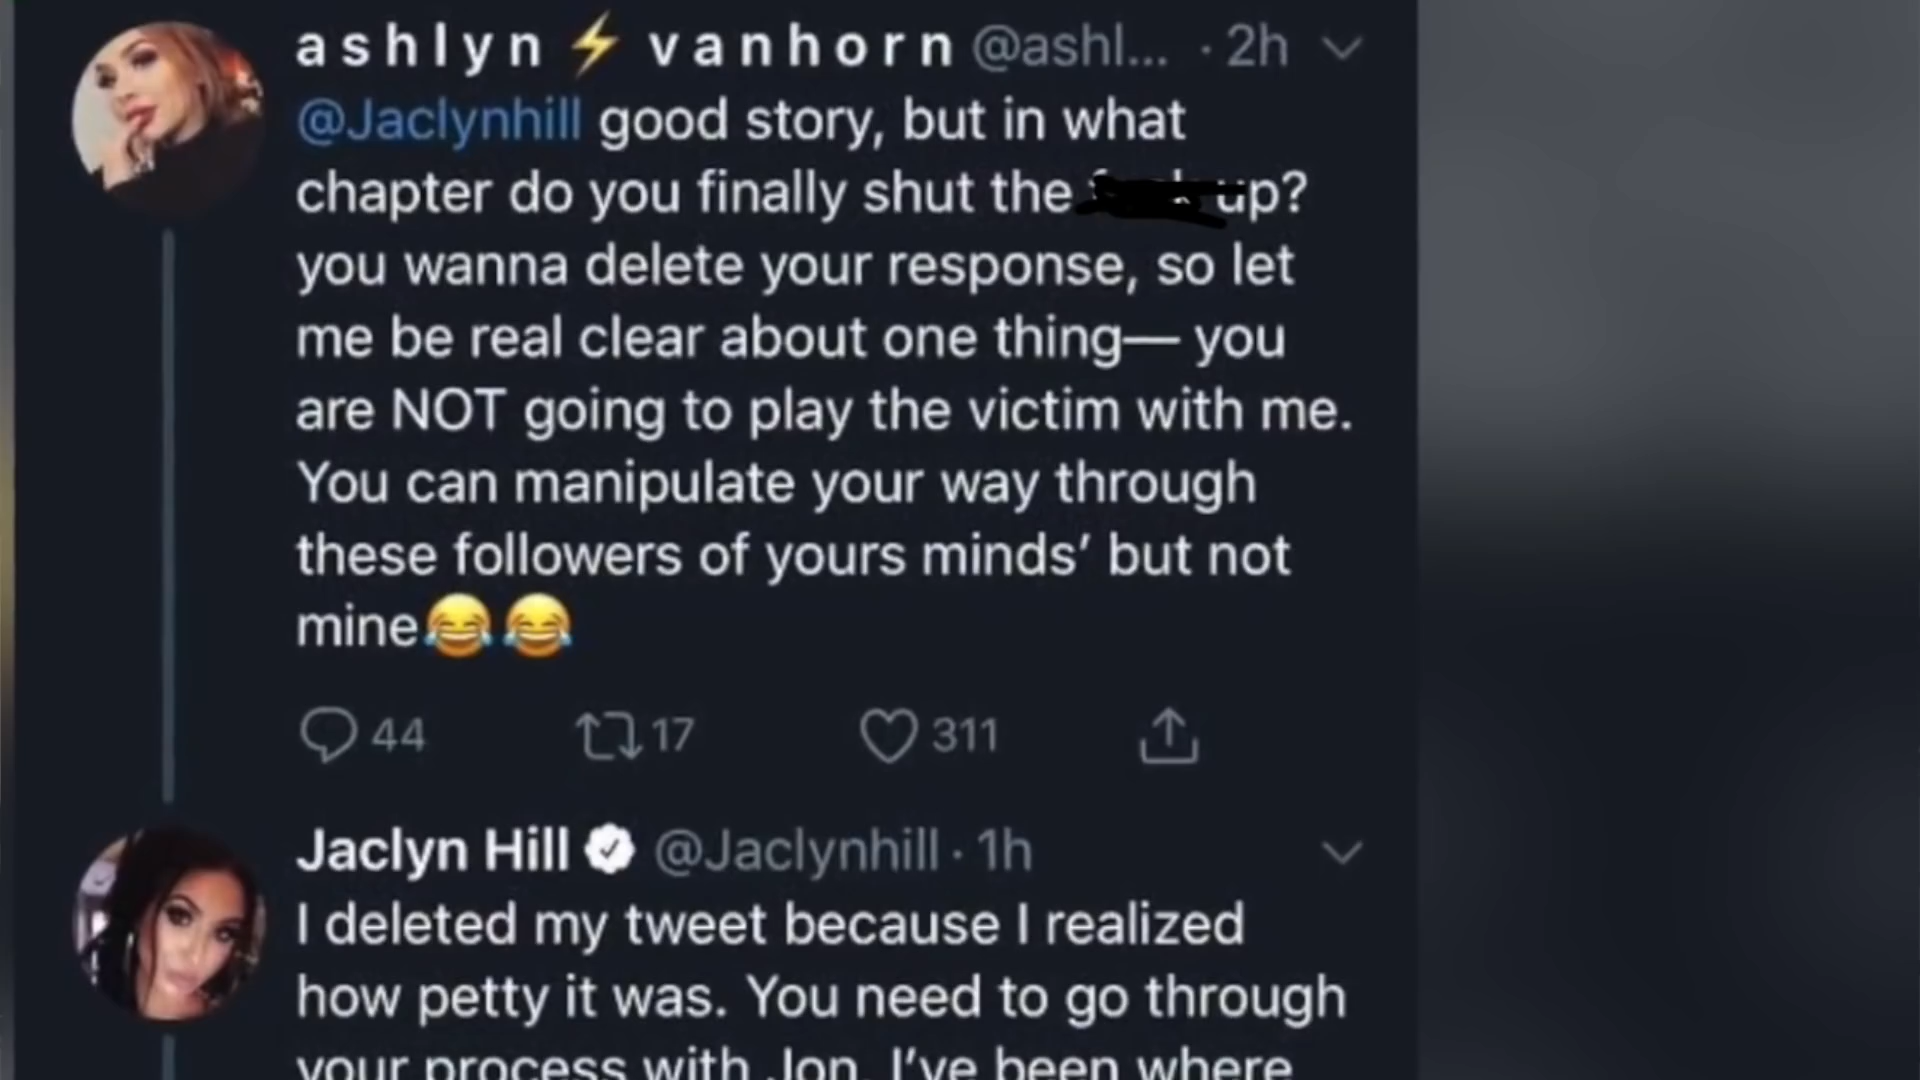 ashlyn⚡vanhorn @ashl... · 2h
@Jaclynhill good story, but in what
chapter do you finally shut the up?
you wanna delete your response, so let
me be real clear about one thing— you
are NOT going to play the victim with me.
You can manipulate your way through
these followers of yours minds’ but not
mine😂😂
44 17 311
Jaclyn Hill @Jaclynhill · 1h
I deleted my tweet because I realized
how petty it was. You need to go through
your process with Jon. I’ve been where